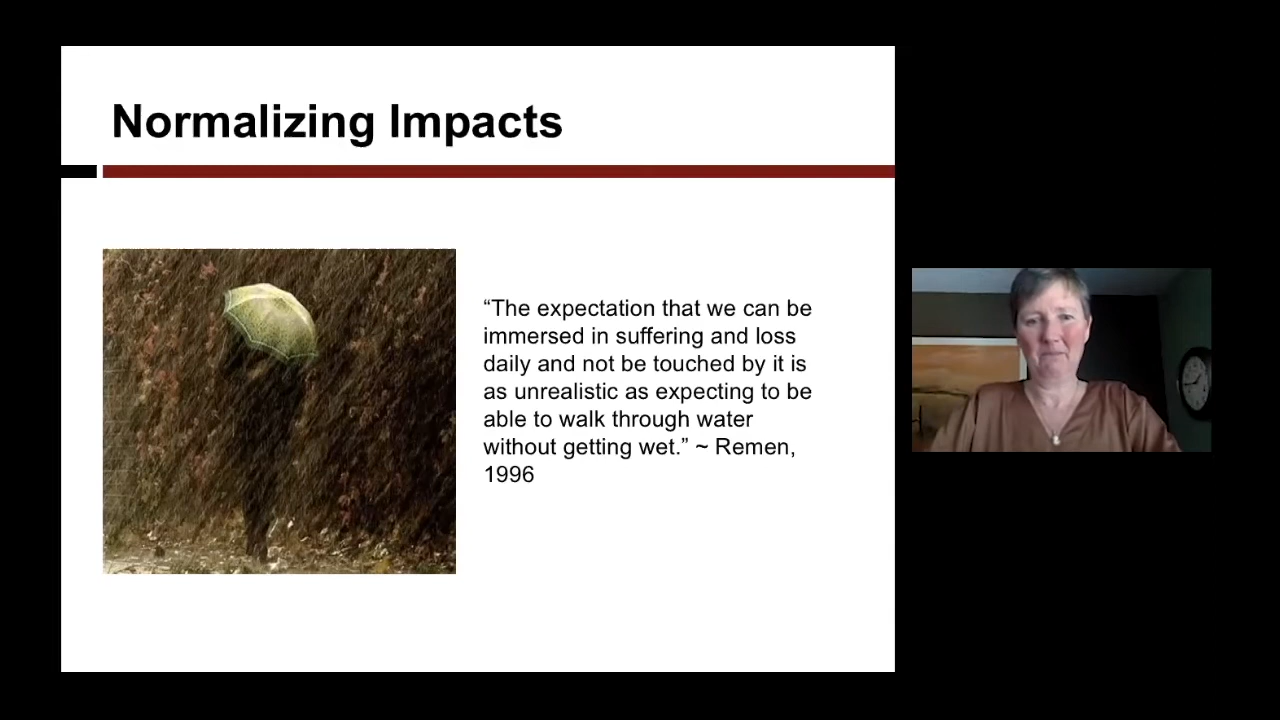 Normalizing Impacts
“The expectation that we can be
immersed in suffering and loss
daily and not be touched by it is
as unrealistic as expecting to be
able to walk through water
without getting wet.” ~ Remen,
1996